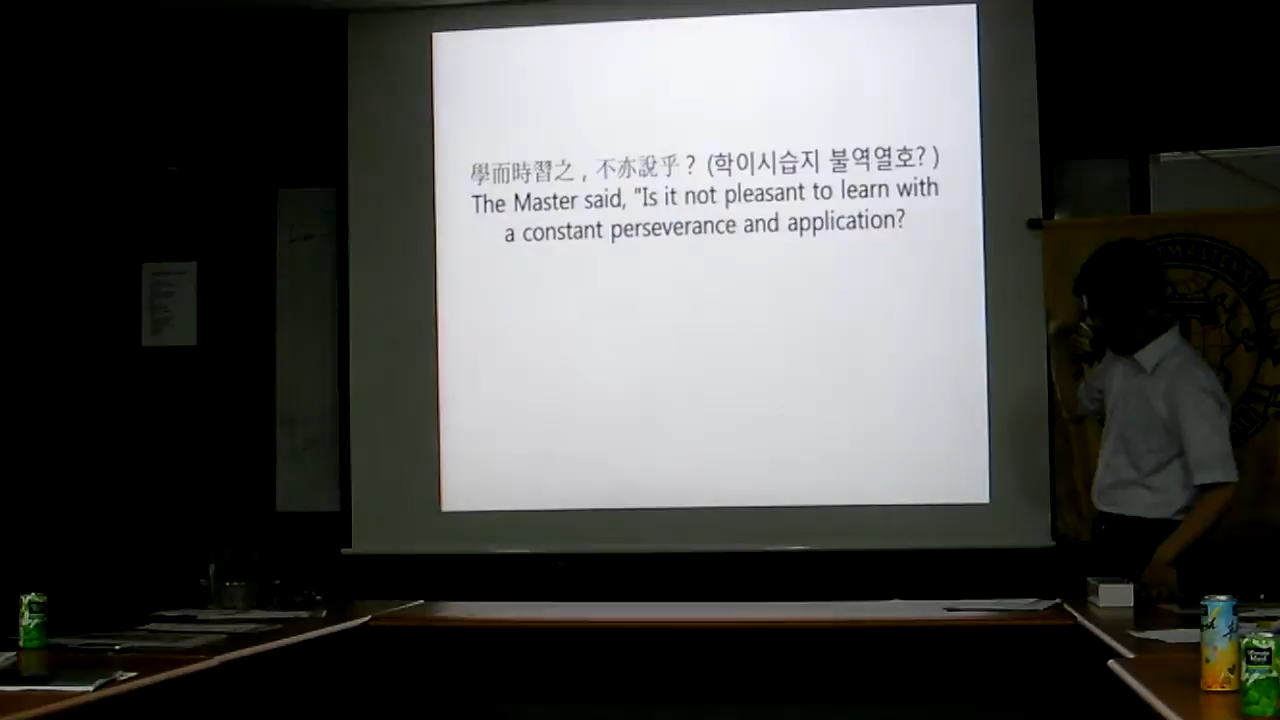 學而時習之, 不亦說乎? (학이시습지 불역열호? )
The Master said, "Is it not pleasant to learn with
a constant perseverance and application?